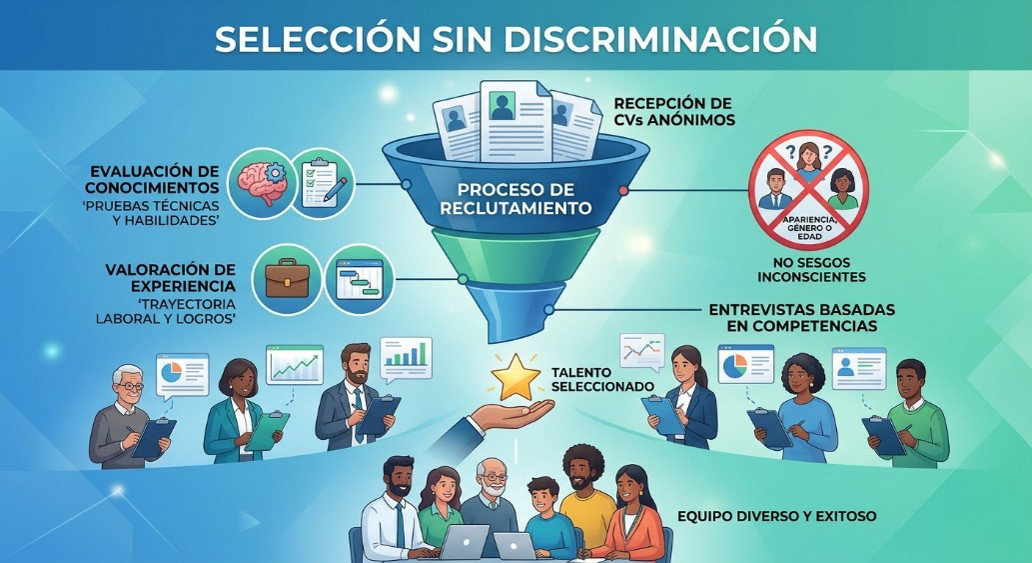 SELECCIÓN SIN DISCRIMINACIÓN
RECEPCIÓN DE
CVs ANÓNIMOS
PROCESO DE
RECLUTAMIENTO
EVALUACIÓN DE
CONOCIMIENTOS
‘PRUEBAS TÉCNICAS
Y HABILIDADES’
? ?
APARIENCIA,
GÉNERO O
EDAD
NO SESGOS
INCONSCIENTES
VALORACIÓN DE
EXPERIENCIA
‘TRAYECTORIA
LABORAL Y LOGROS’
ENTREVISTAS BASADAS
EN COMPETENCIAS
TALENTO
SELECCIONADO
EQUIPO DIVERSO Y EXITOSO